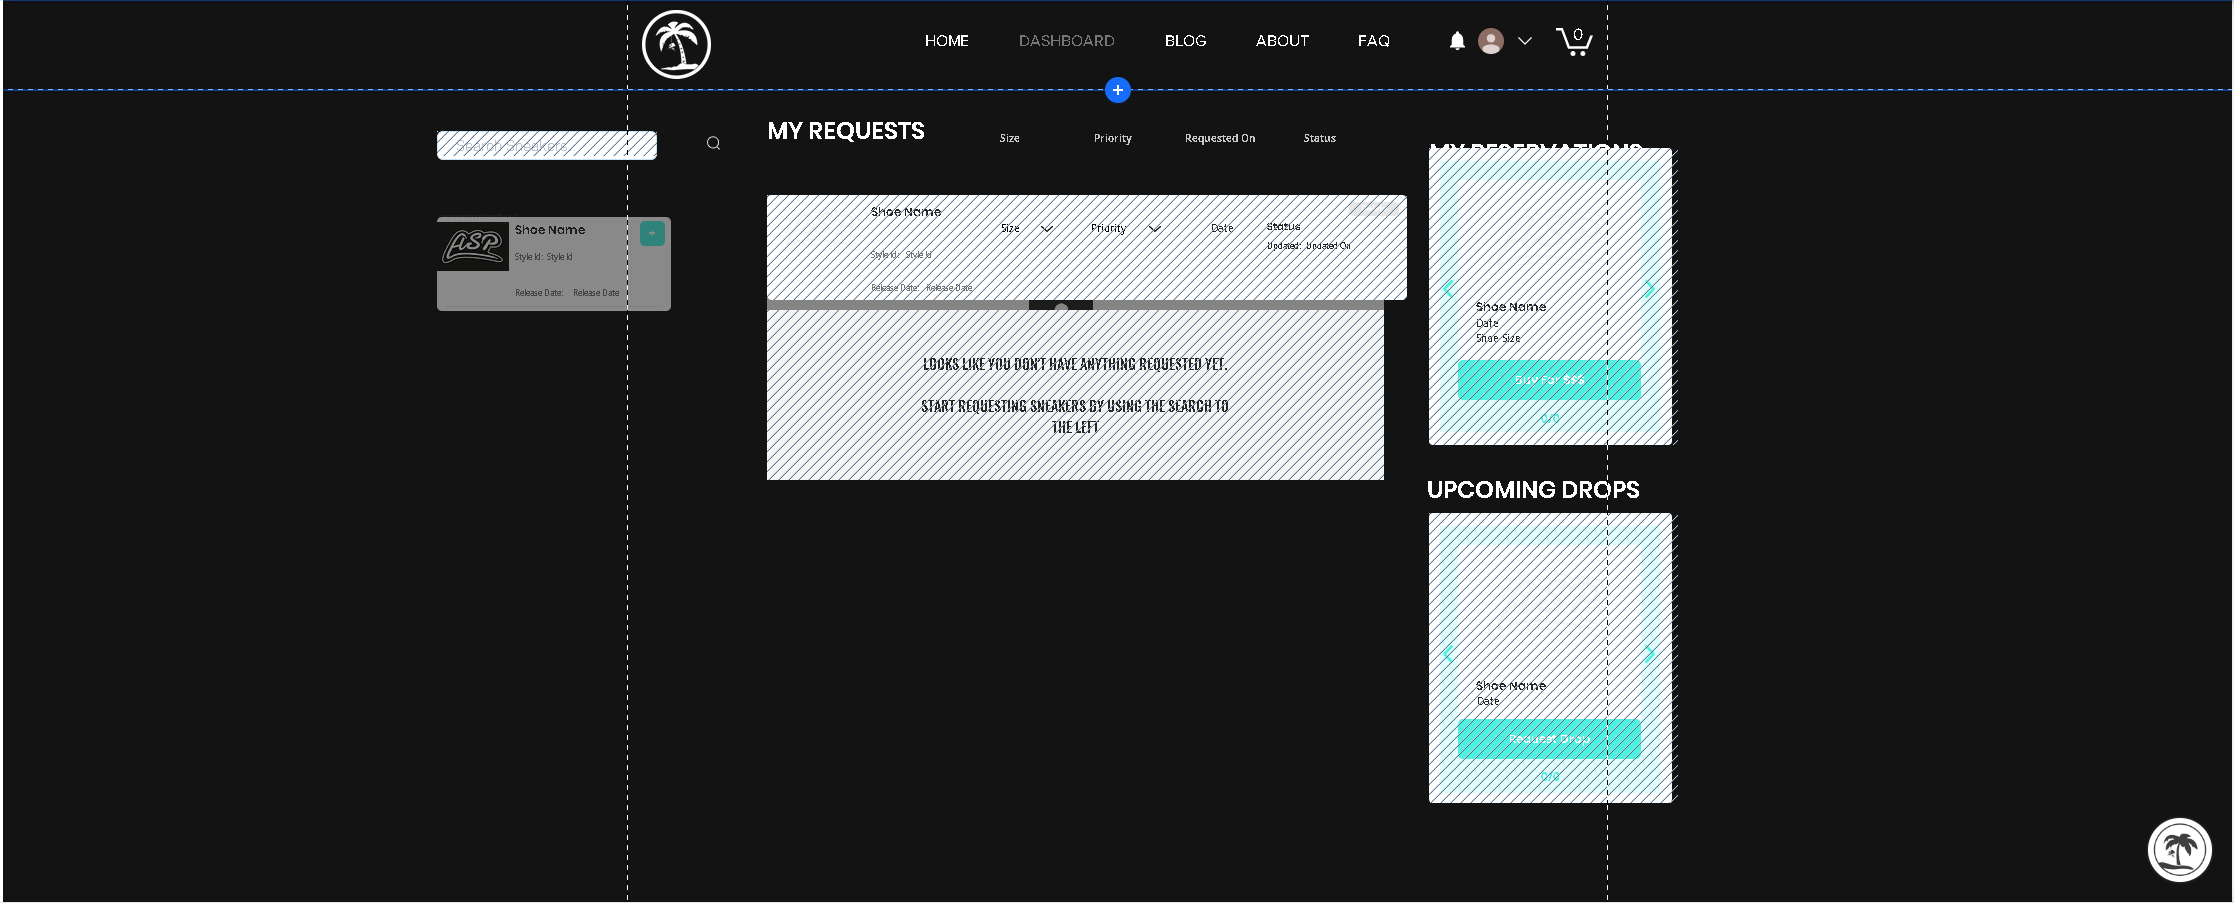 HOME DASHBOARD BLOG ABOUT FAQ 0
Search Sneakers...
MY REQUESTS Size Priority Requested On Status
MY RESERVATIONS
ASP
Shoe Name
+
Style Id: Style Id
Release Date: Release Date
Shoe Name
Size Priority Date Status
Updated: Updated On
Style Id: Style Id
Release Date: Release Date
LOOKS LIKE YOU DON'T HAVE ANYTHING REQUESTED YET.
START REQUESTING SNEAKERS BY USING THE SEARCH TO
THE LEFT
Shoe Name
Date
Shoe Size
Buy For $$$
0/0
UPCOMING DROPS
Shoe Name
Date
Request Drop
0/0